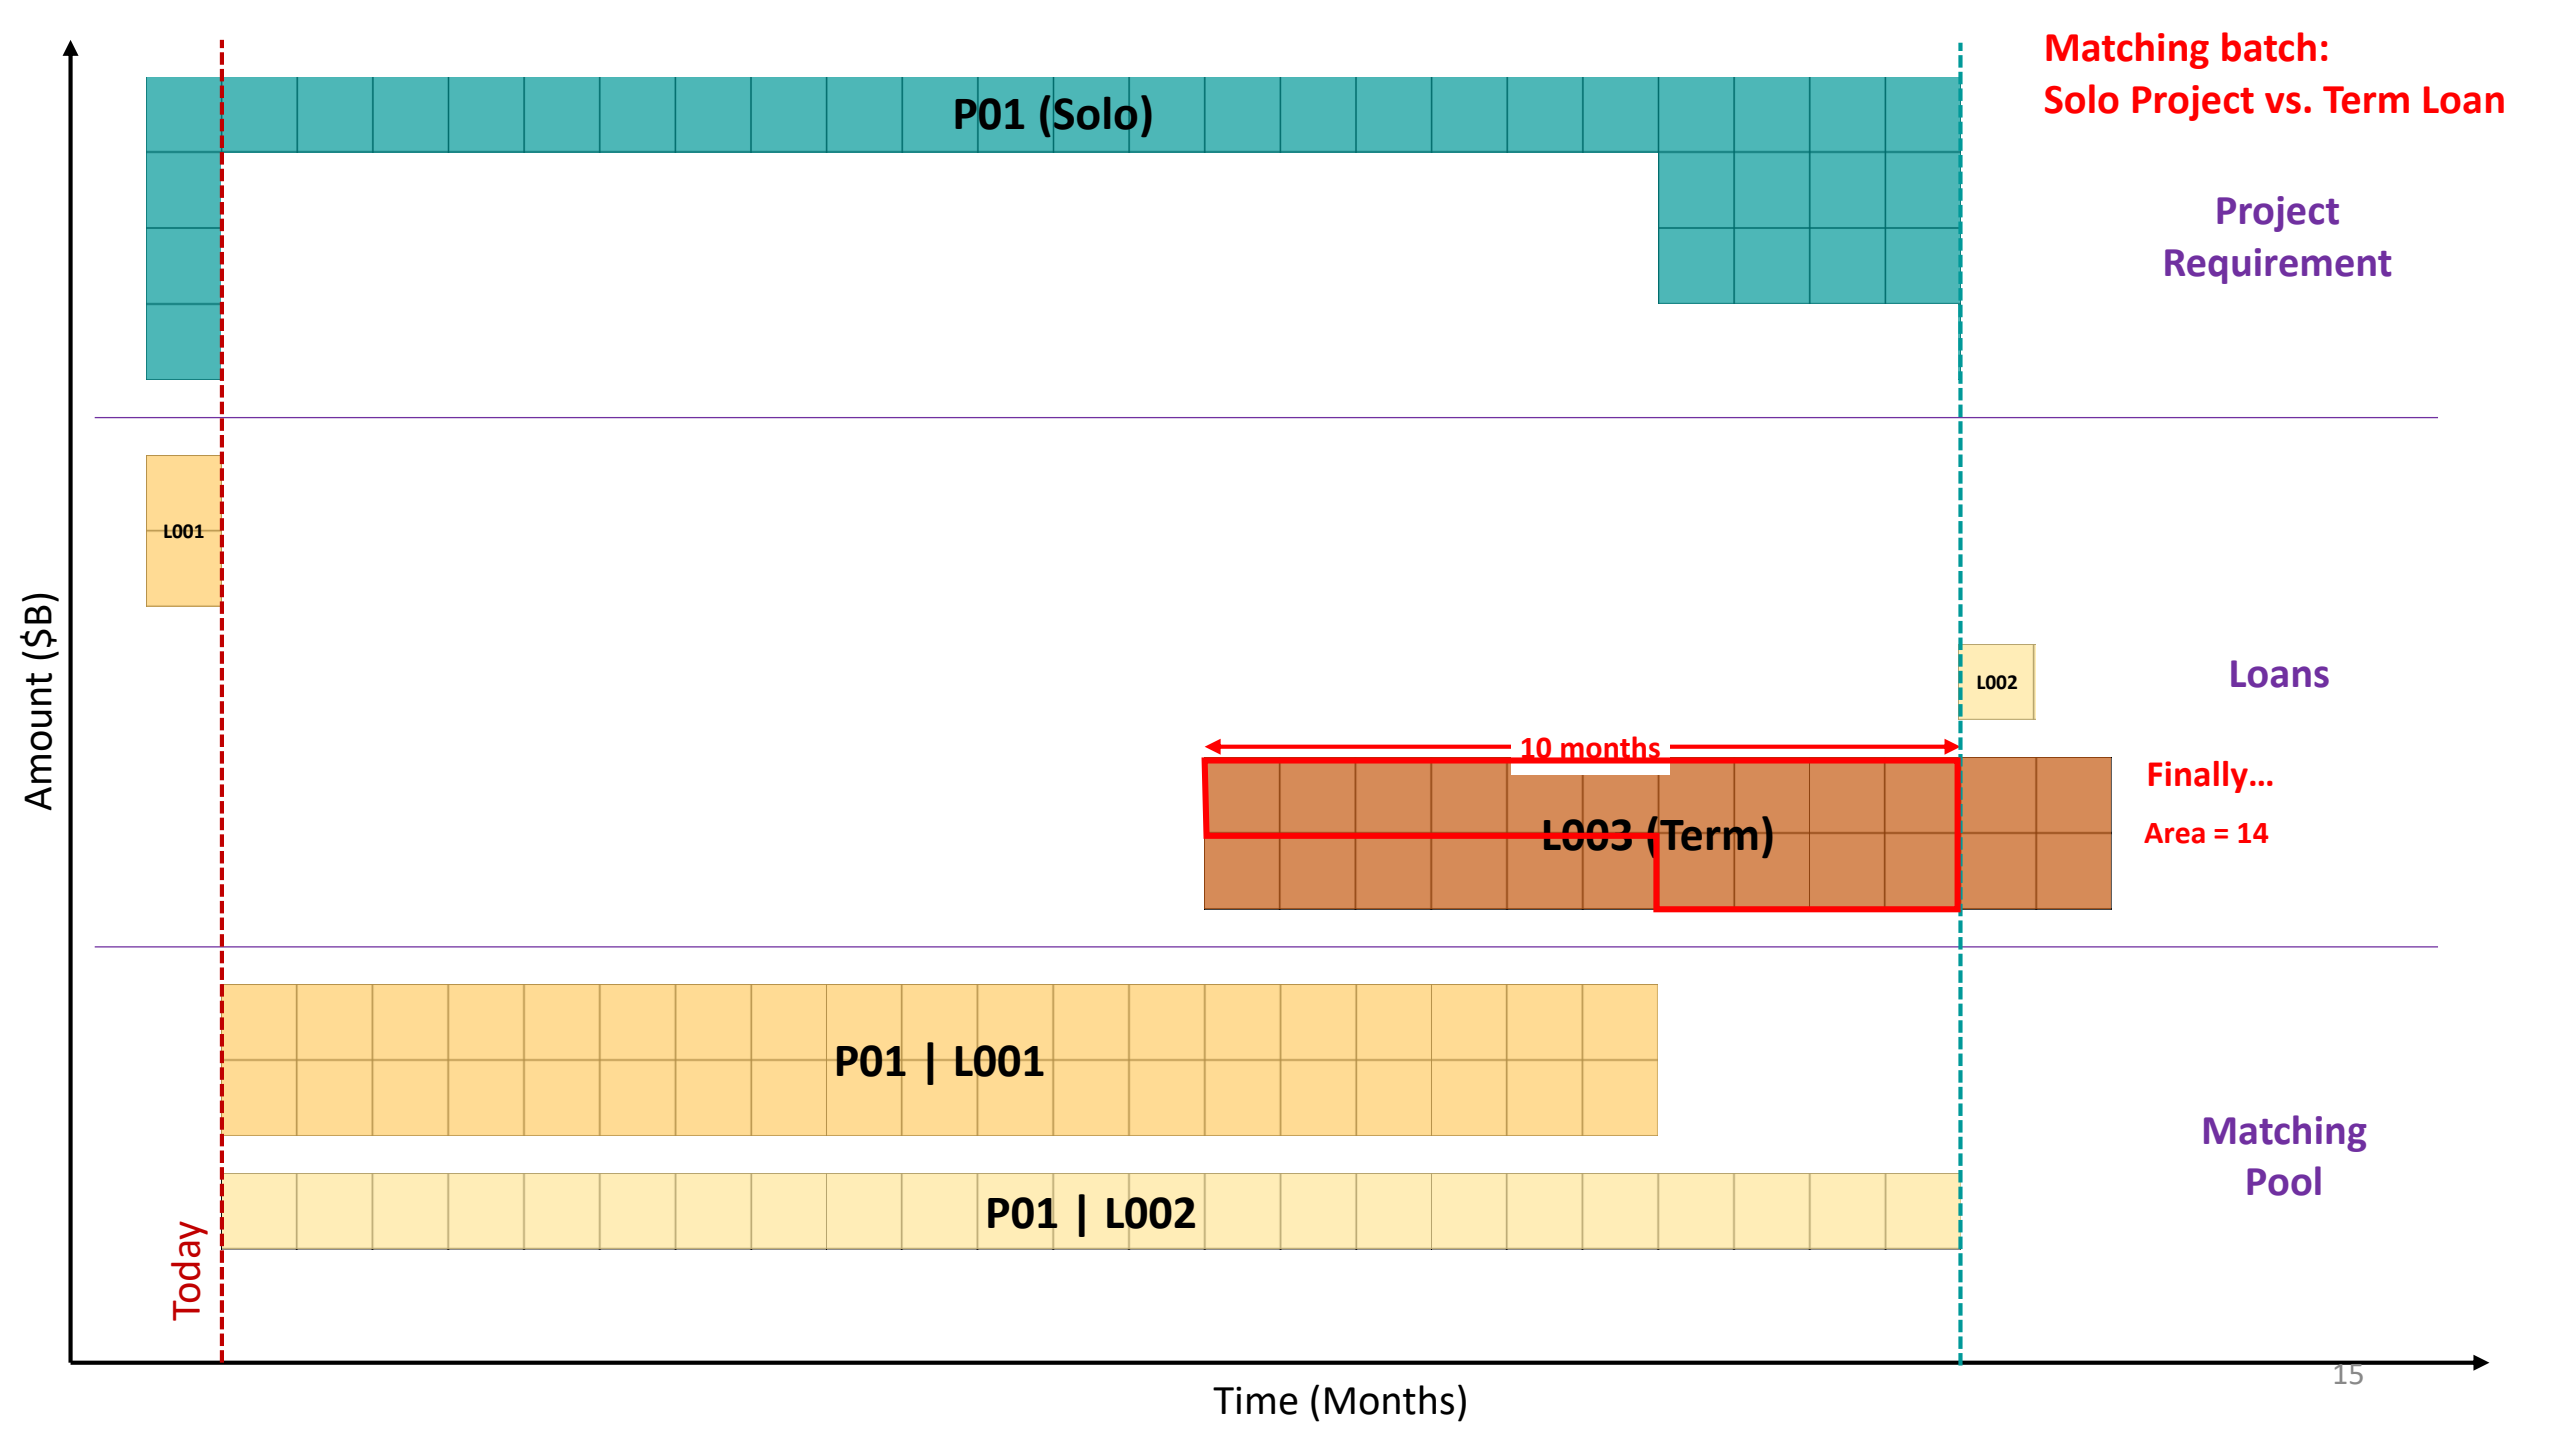 Matching batch:
Solo Project vs. Term Loan
P01 (Solo)
Project
Requirement
L001
Loans
L002
10 months
Finally...
L003 (Term)
Area = 14
Amount ($B)
P01 | L001
Matching
Pool
P01 | L002
Today
15
Time (Months)